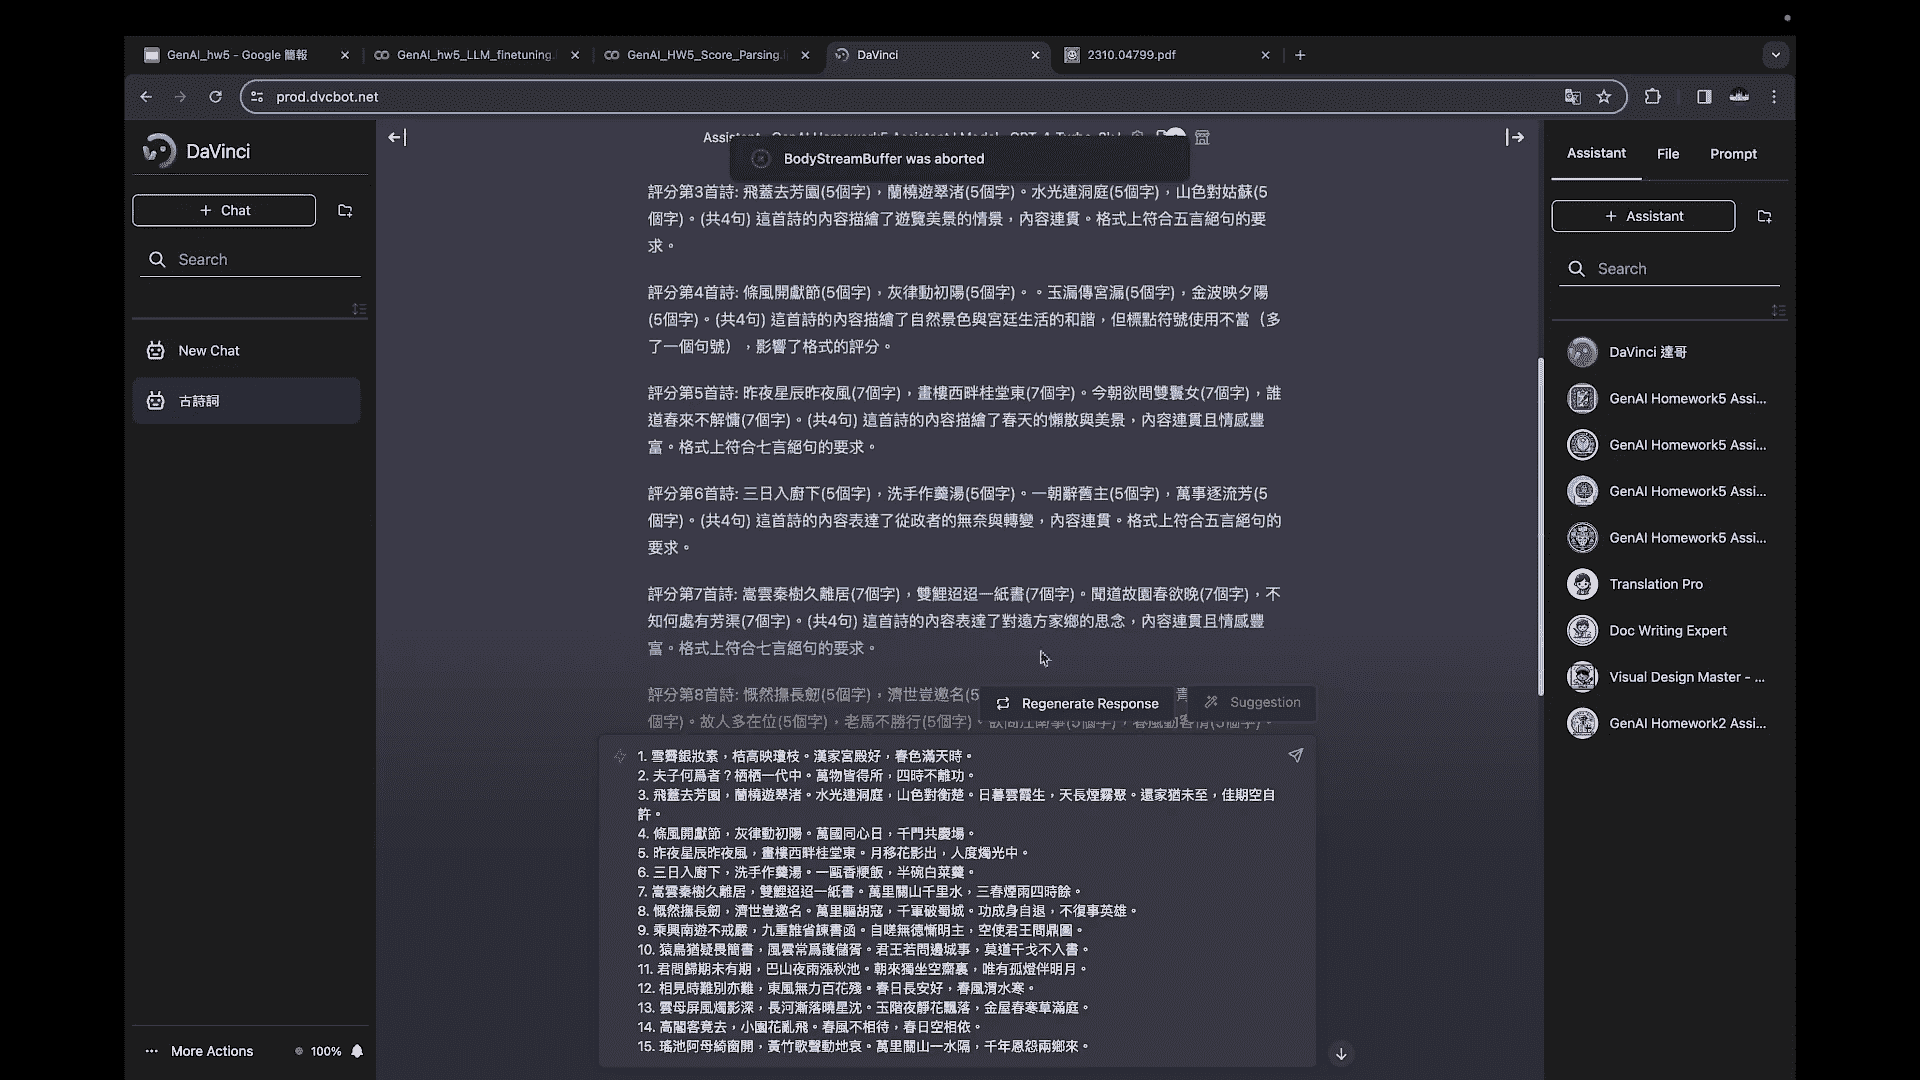 GenAI_hw5 - Google 簡報
GenAI_hw5_LLM_finetuning.
GenAI_HW5_Score_Parsing.i
DaVinci
2310.04799.pdf
prod.dvcbot.net
DaVinci
+ Chat
Search
New Chat
古詩詞
More Actions
100%
BodyStreamBuffer was aborted
評分第3首詩: 飛蓋去芳園(5個字)，蘭橈遊翠渚(5個字)。水光連洞庭(5個字)，山色對姑蘇(5
個字)。(共4句) 這首詩的內容描繪了遊覽美景的情景，內容連貫。格式上符合五言絕句的要
求。
評分第4首詩: 條風開獻節(5個字)，灰律動初陽(5個字)。。玉漏傳宮漏(5個字)，金波映夕陽
(5個字)。(共4句) 這首詩的內容描繪了自然景色與宮廷生活的和諧，但標點符號使用不當（多
了一個句號），影響了格式的評分。
評分第5首詩: 昨夜星辰昨夜風(7個字)，畫樓西畔桂堂東(7個字)。今朝欲問雙鬟女(7個字)，誰
道春來不解慵(7個字)。(共4句) 這首詩的內容描繪了春天的懶散與美景，內容連貫且情感豐
富。格式上符合七言絕句的要求。
評分第6首詩: 三日入廚下(5個字)，洗手作羹湯(5個字)。一朝辭舊主(5個字)，萬事逐流芳(5
個字)。(共4句) 這首詩的內容表達了從政者的無奈與轉變，內容連貫。格式上符合五言絕句的
要求。
評分第7首詩: 嵩雲秦樹久離居(7個字)，雙鯉迢迢一紙書(7個字)。聞道故園春欲晚(7個字)，不
知何處有芳渠(7個字)。(共4句) 這首詩的內容表達了對遠方家鄉的思念，內容連貫且情感豐
富。格式上符合七言絕句的要求。
評分第8首詩: 慨然撫長劒(5個字)，濟世豈邀名(5
個字)。故人多在位(5個字)，老馬不勝行(5個字)、
Regenerate Response
Suggestion
1. 雪霽銀妝素，桔高映瓊枝。漢家宮殿好，春色滿天時。
2. 夫子何爲者？栖栖一代中。萬物皆得所，四時不離功。
3. 飛蓋去芳園，蘭橈遊翠渚。水光連洞庭，山色對衡楚。日暮雲霞生，天長煙霧聚。還家猶未至，佳期空自
許。
4. 條風開獻節，灰律動初陽。萬國同心日，千門共慶場。
5. 昨夜星辰昨夜風，畫樓西畔桂堂東。月移花影出，人度燭光中。
6. 三日入廚下，洗手作羹湯。一甌香粳飯，半碗白菜羹。
7. 嵩雲秦樹久離居，雙鯉迢迢一紙書。萬里關山千里水，三春煙雨四時餘。
8. 慨然撫長劒，濟世豈邀名。萬里驅胡寇，千軍破蜀城。功成身自退，不復事英雄。
9. 乘興南遊不戒嚴，九重誰省諫書函。自嗟無德慚明主，空使君王問鼎圖。
10. 猿鳥猶疑畏簡書，風雲常爲護儲胥。君王若問邊城事，莫道干戈不入書。
11. 君問歸期未有期，巴山夜雨漲秋池。朝來獨坐空齋裏，唯有孤燈伴明月。
12. 相見時難別亦難，東風無力百花殘。春日長安好，春風渭水寒。
13. 雲母屏風燭影深，長河漸落曉星沈。玉階夜靜花飄落，金屋春寒草滿庭。
14. 高閣客竟去，小園花亂飛。春風不相待，春日空相依。
15. 瑤池阿母綺窗開，黃竹歌聲動地哀。萬里關山一水隔，千年恩怨兩鄉來。
Assistant
File
Prompt
+ Assistant
Search
DaVinci 達哥
GenAI Homework5 Assi...
GenAI Homework5 Assi...
GenAI Homework5 Assi...
GenAI Homework5 Assi...
Translation Pro
Doc Writing Expert
Visual Design Master - ...
GenAI Homework2 Assi...